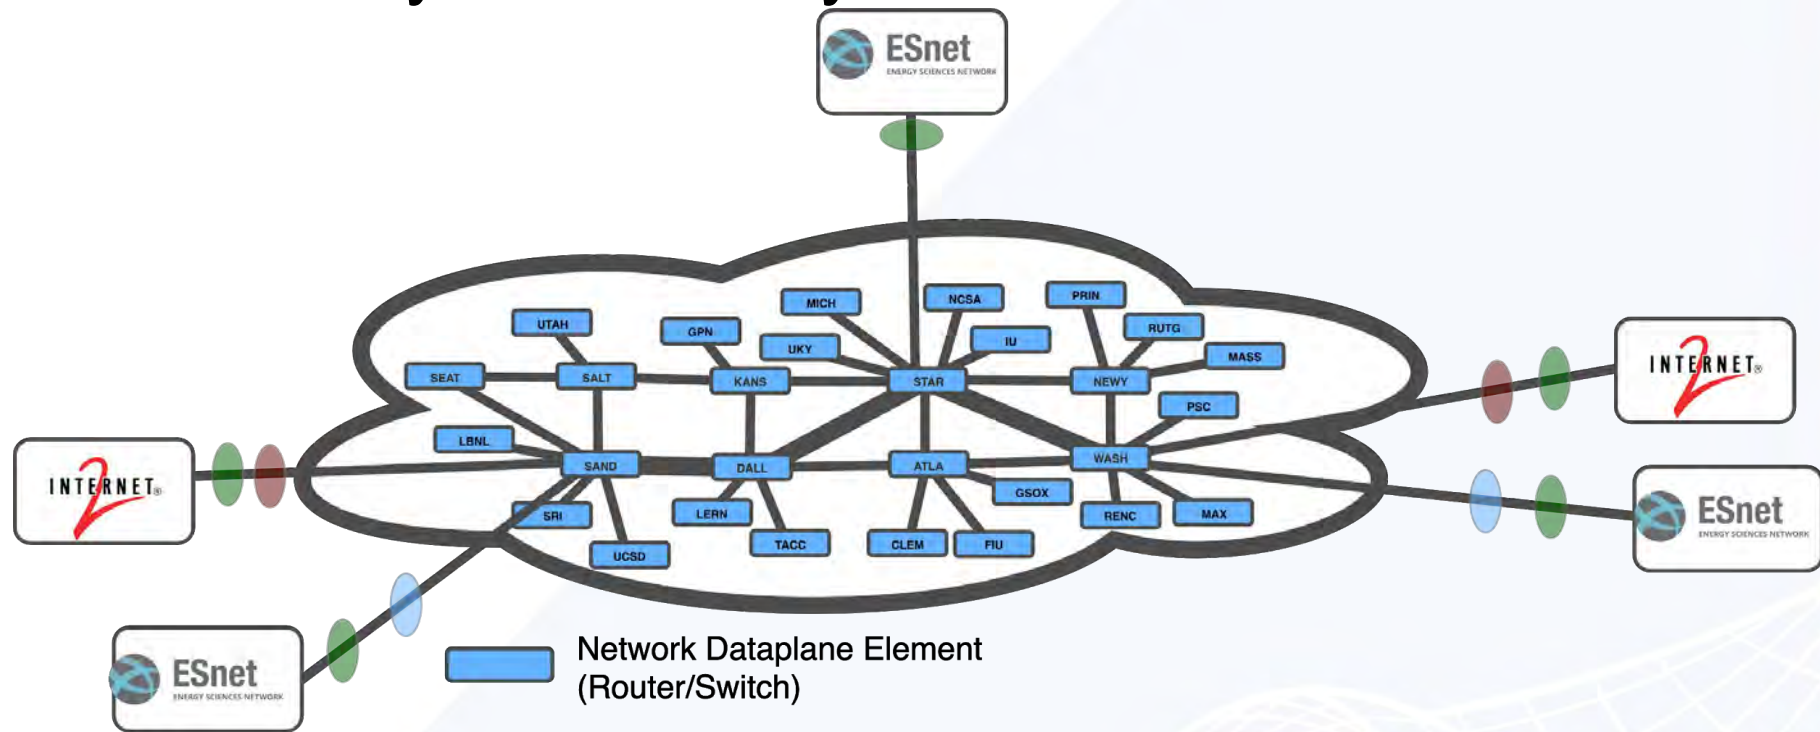 ESnet
ENERGY SCIENCES NETWORK
MICH
NCSA
PRIN
UTAH
GPN
UKY
IU
RUTG
MASS
SEAT
SALT
KANS
STAR
NEWY
PSC
LBNL
SAND
DALL
ATLA
WASH
GSOX
SRI
LERN
RENC
MAX
UCSD
TACC
CLEM
FIU
INTERNET®
2
INTERNET®
2
ESnet
ENERGY SCIENCES NETWORK
ESnet
ENERGY SCIENCES NETWORK
Network Dataplane Element
(Router/Switch)